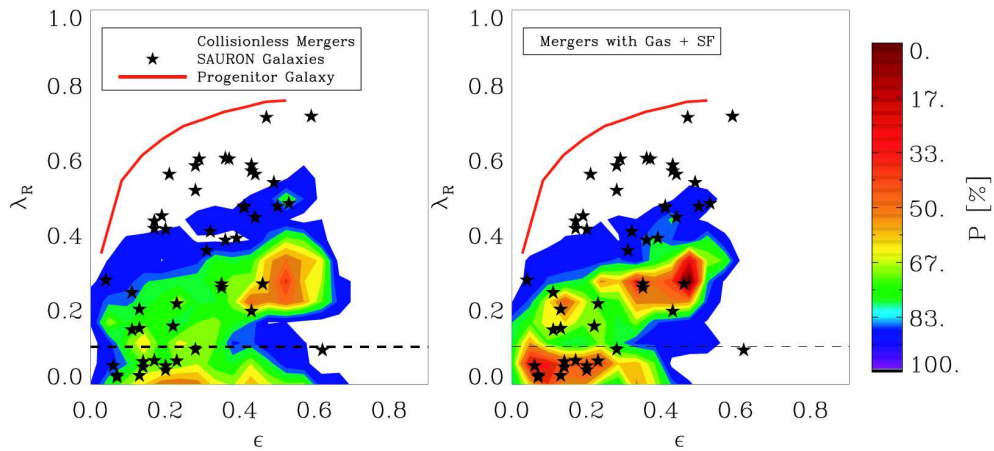 1.0
0.8
0.6
0.4
0.2
0.0
λR
Collisionless Mergers
SAURON Galaxies
Progenitor Galaxy
0.0 0.2 0.4 0.6 0.8
ϵ
1.0
0.8
0.6
0.4
0.2
0.0
λR
Mergers with Gas + SF
0.0 0.2 0.4 0.6 0.8
ϵ
0.
17.
33.
50.
67.
83.
100.
P [%]